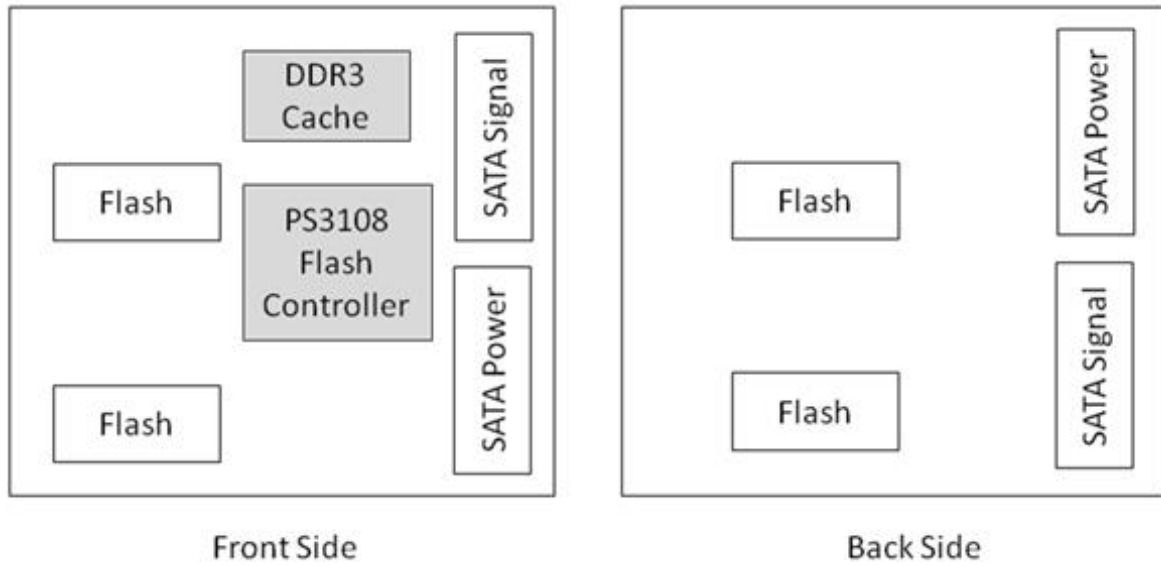 DDR3
Cache
SATA Signal
Flash
PS3108
Flash
Controller
SATA Power
Flash
Front Side
SATA Power
Flash
SATA Signal
Flash
Back Side